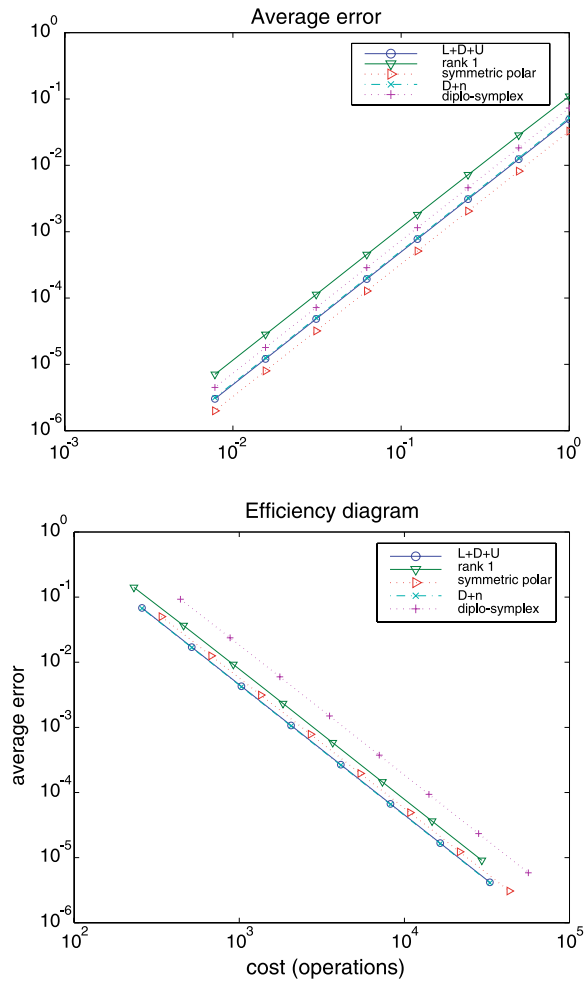 Average error
10^0
10^-1
10^-2
10^-3
10^-4
10^-5
10^-6
10^-3
10^-2
10^-1
10^0
L+D+U
rank 1
symmetric polar
D+n
diplo-symplex
Efficiency diagram
10^0
10^-1
10^-2
10^-3
10^-4
10^-5
10^-6
average error
10^2
10^3
10^4
10^5
cost (operations)
L+D+U
rank 1
symmetric polar
D+n
diplo-symplex